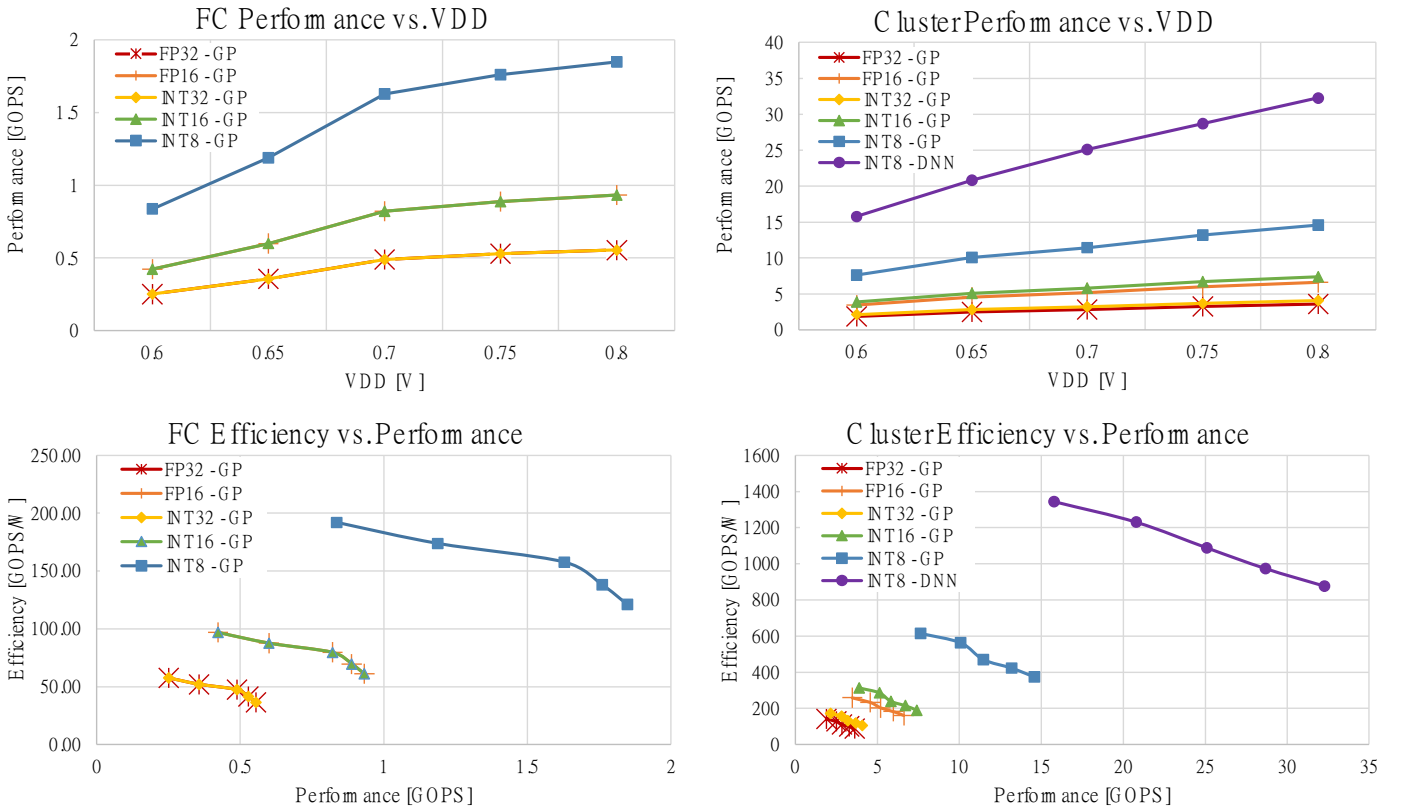 FC Performance vs. VDD
2
1.5
1
0.5
0
Performance [GOPS]
FP32 -GP
FP16 -GP
INT32 -GP
INT16 -GP
INT8 -GP
0.6 0.65 0.7 0.75 0.8
VDD [V]
Cluster Performance vs. VDD
40
35
30
25
20
15
10
5
0
Performance [GOPS]
FP32 -GP
FP16 -GP
INT32 -GP
INT16 -GP
INT8 -GP
INT8 -DNN
0.6 0.65 0.7 0.75 0.8
VDD [V]
FC Efficiency vs. Performance
250.00
200.00
150.00
100.00
50.00
0.00
Efficiency [GOPS/W]
FP32 -GP
FP16 -GP
INT32 -GP
INT16 -GP
INT8 -GP
0 0.5 1 1.5 2
Performance [GOPS]
Cluster Efficiency vs. Performance
1600
1400
1200
1000
800
600
400
200
0
Efficiency [GOPS/W]
FP32 -GP
FP16 -GP
INT32 -GP
INT16 -GP
INT8 -GP
INT8 -DNN
0 5 10 15 20 25 30 35
Performance [GOPS]